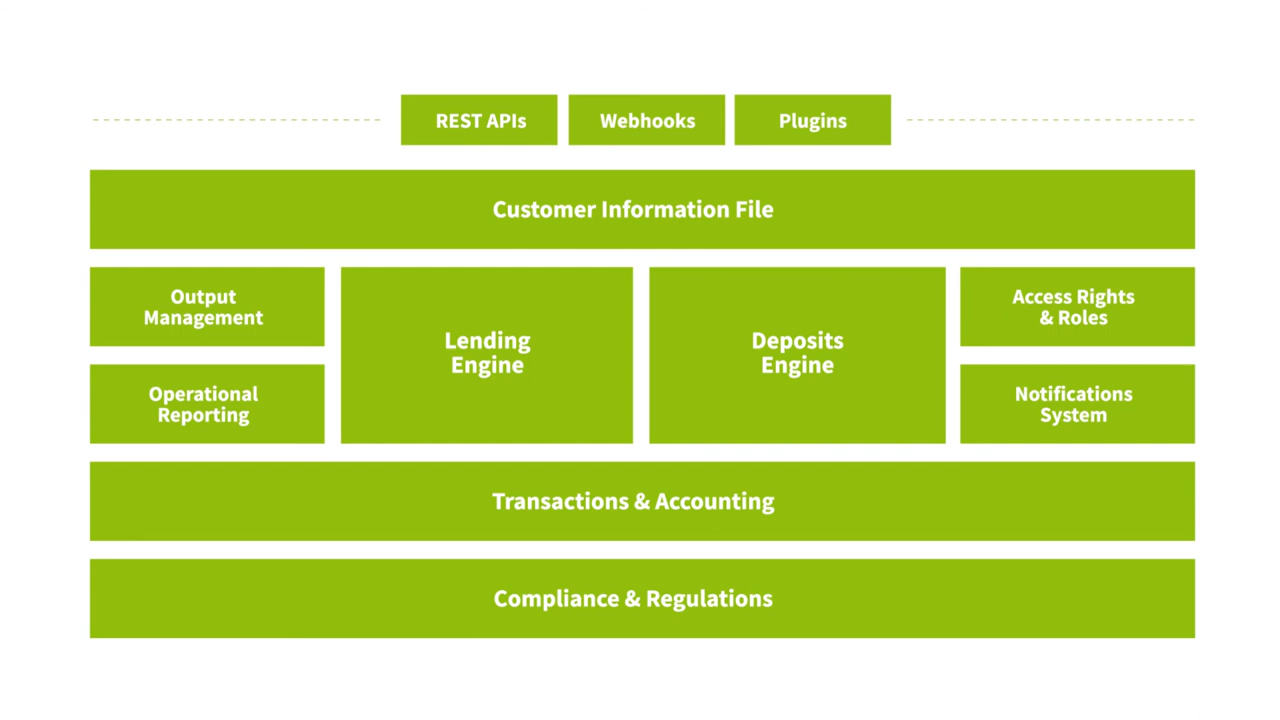 REST APIs
Webhooks
Plugins
Customer Information File
Output
Management
Lending
Engine
Deposits
Engine
Access Rights
& Roles
Operational
Reporting
Notifications
System
Transactions & Accounting
Compliance & Regulations